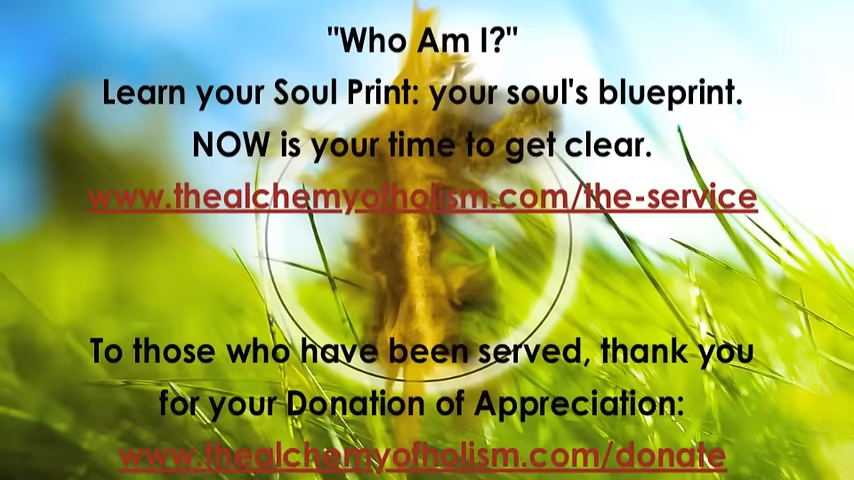 "Who Am I?"
Learn your Soul Print: your soul's blueprint.
NOW is your time to get clear.
www.thealchemyofholism.com/the-service
To those who have been served, thank you
for your Donation of Appreciation:
www.thealchemyofholism.com/donate